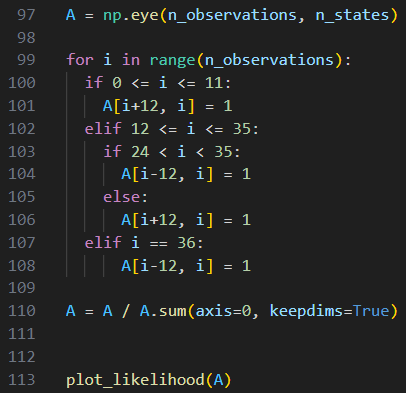 97 A = np.eye(n_observations, n_states)
98
99 for i in range(n_observations):
100 if 0 <= i <= 11:
101 A[i+12, i] = 1
102 elif 12 <= i <= 35:
103 if 24 < i < 35:
104 A[i-12, i] = 1
105 else:
106 A[i+12, i] = 1
107 elif i == 36:
108 A[i-12, i] = 1
109
110 A = A / A.sum(axis=0, keepdims=True)
111
112
113 plot_likelihood(A)